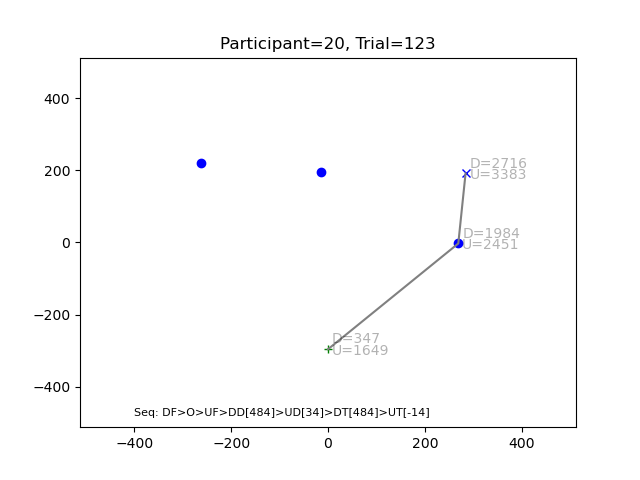 Participant=20, Trial=123
400
200
0
−200
−400
D=2716
U=3383
D=1984
U=2451
D=347
U=1649
Seq: DF>O>UF>DD[484]>UD[34]>DT[484]>UT[-14]
−400
−200
0
200
400